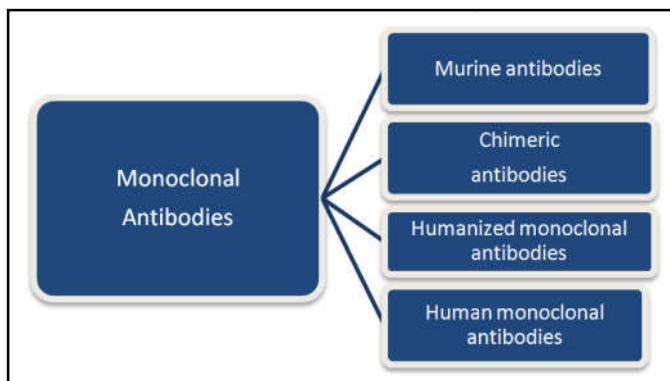 Monoclonal
Antibodies
Murine antibodies
Chimeric
antibodies
Humanized monoclonal
antibodies
Human monoclonal
antibodies